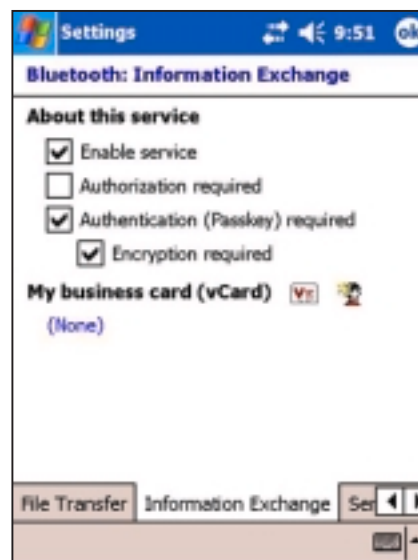 Settings 9:51 ok
Bluetooth: Information Exchange
About this service
Enable service
Authorization required
Authentication (Passkey) required
Encryption required
My business card (vCard)
(None)
File Transfer Information Exchange Ser